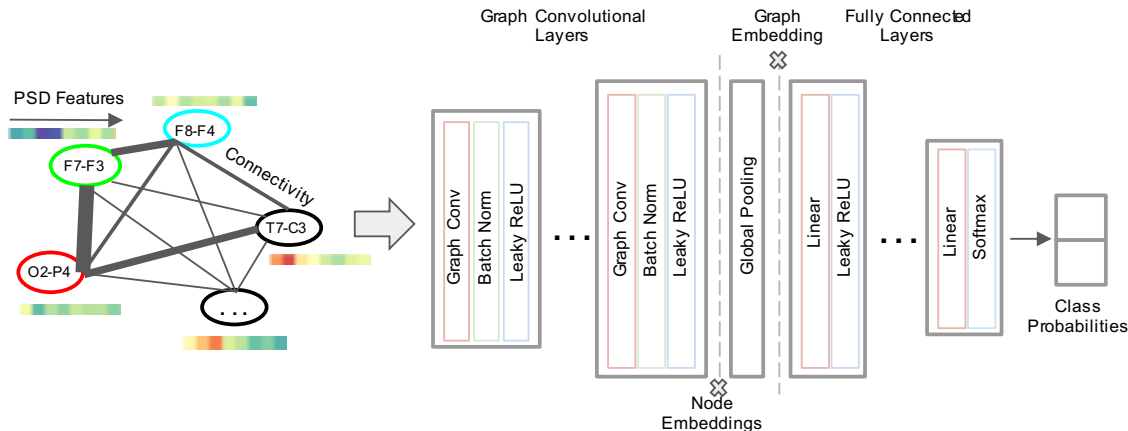 Graph Convolutional
Layers
Graph
Embedding
Fully Connected
Layers
PSD Features
F8-F4
F7-F3
Connectivity
T7-C3
O2-P4
...
Graph Conv
Batch Norm
Leaky ReLU
...
Graph Conv
Batch Norm
Leaky ReLU
Global Pooling
Linear
Leaky ReLU
...
Linear
Softmax
Class
Probabilities
Node
Embeddings